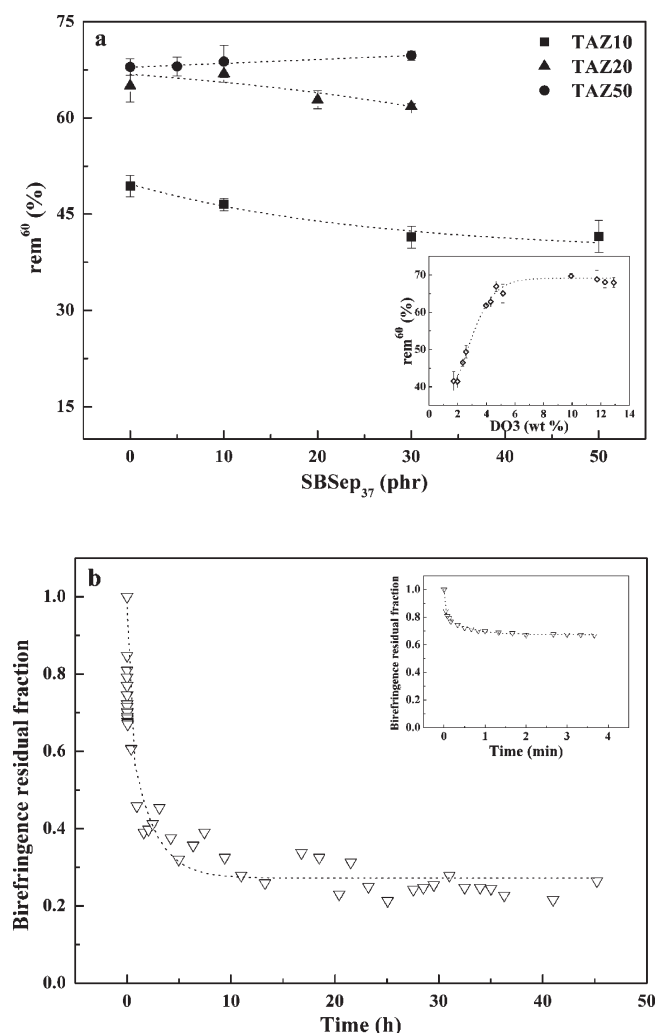 a
TAZ10
TAZ20
TAZ50
75
60
45
30
15
rem⁶⁰ (%)
0 10 20 30 40 50
SBSep₃₇ (phr)
80
70
60
50
40
rem⁶⁰ (%)
0 2 4 6 8 10 12 14
DO3 (wt %)
b
1.0
0.8
0.6
0.4
0.2
0.0
Birefringence residual fraction
0 10 20 30 40 50
Time (h)
1.0
0.8
0.6
0.4
0.2
0.0
Birefringence residual fraction
0 1 2 3 4
Time (min)